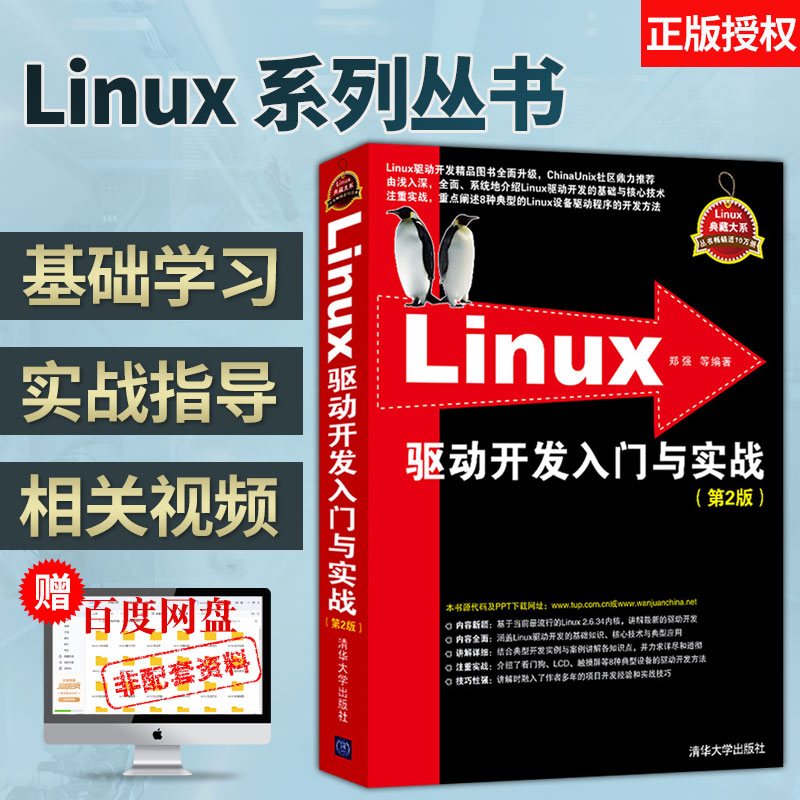 正版授权
Linux 系列丛书
基础学习
实战指导
相关视频
赠
百度网盘
非配套资料
Linux
典藏大系
Linux驱动开发入门与实战
(第2版)
清华大学出版社
Linux驱动开发精品图书全面升级，ChinaUnix社区鼎力推荐
由浅入深，全面、系统地介绍Linux驱动开发的基础与核心技术
注重实战，重点阐述8种典型的Linux设备驱动程序的开发方法
Linux
典藏大系
丛书畅销近10万册
Linux
郑强 等编著
驱动开发入门与实战
(第2版)
本书源代码及PPT下载网址：www.tup.com.cn或www.wanjuanchina.net
内容新颖：基于当前最流行的Linux 2.6.34内核，讲解最新的驱动开发
内容全面：涵盖Linux驱动开发的基础知识、核心技术与典型应用
讲解详细：结合典型开发实例与案例讲解各知识点，并力求详尽和透彻
注重实战：介绍了看门狗、LCD、触摸屏等8种典型设备的驱动开发方法
技巧性强：讲解时融入了作者多年的项目开发经验和实战技巧
清华大学出版社